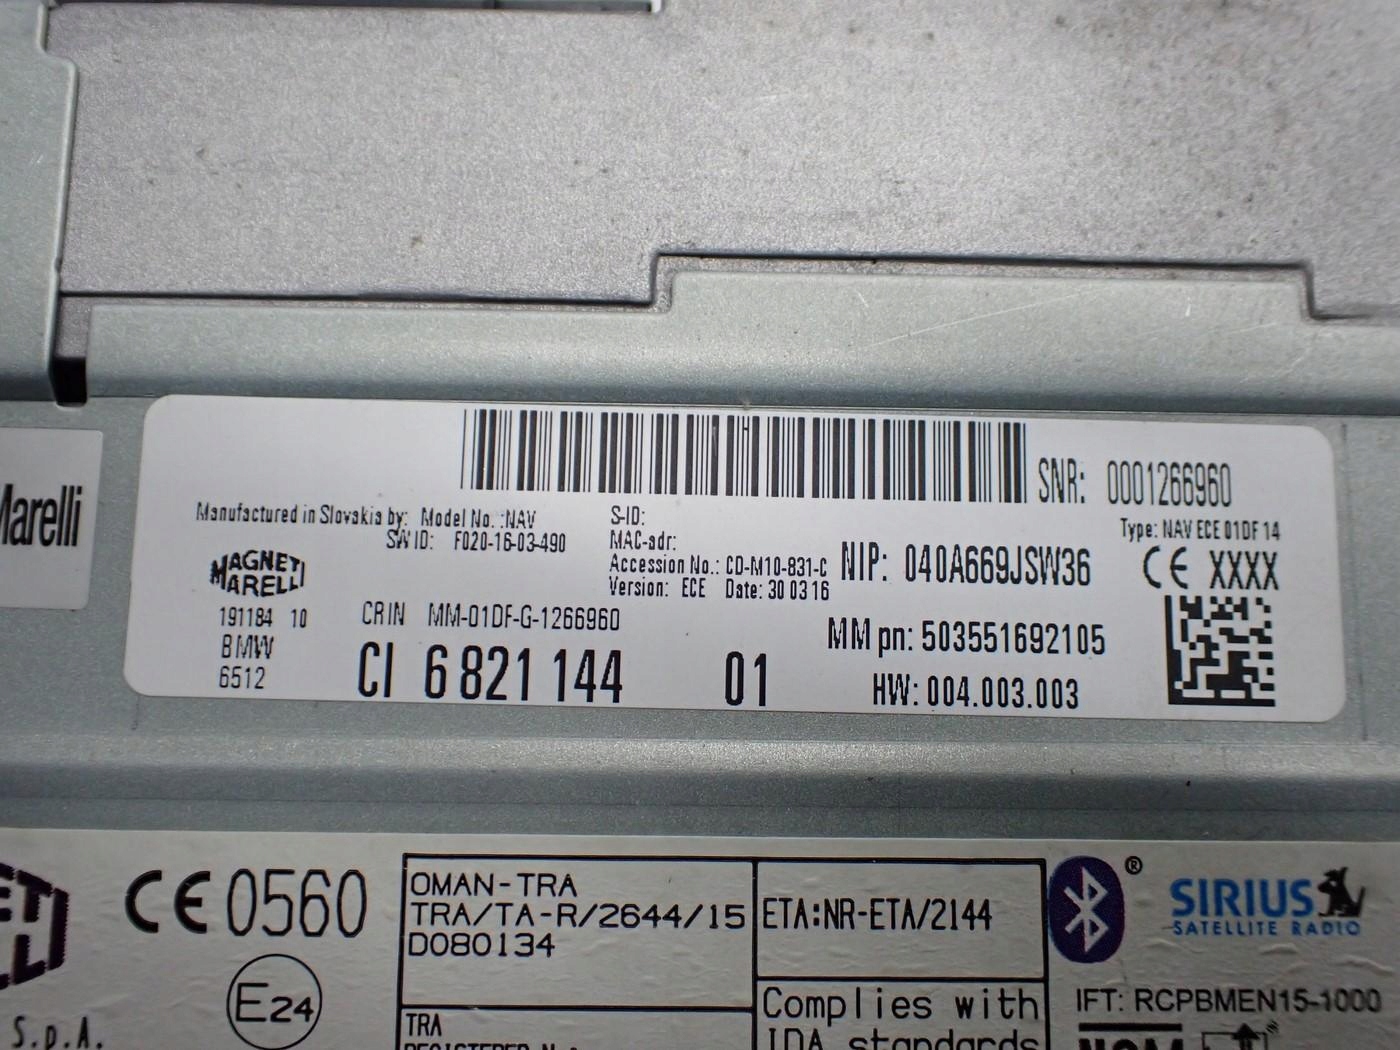 Marelli
SNR: 0001266960
Manufactured in Slovakia by: Model No. :NAV
SW ID: F020-16-03-490
S-ID:
MAC-adr:
Accession No.: CD-M10-831-C
Version: ECE Date: 30 03 16
NIP: 040A669JSW36
Type: NAV ECE 01DF 14
CE XXXX
MAGNETI
MARELLI
191184 10
BMW
6512
CRIN MM-01DF-G-1266960
CI 6 821 144 01
MM pn: 503551692105
HW: 004.003.003
CE 0560
E24
S.p.A.
OMAN-TRA
TRA/TA-R/2644/15
D080134
TRA
REGISTERED No:
ETA:NR-ETA/2144
Complies with
IDA standards
®
SIRIUS
SATELLITE RADIO
IFT: RCPBMEN15-1000
NOM